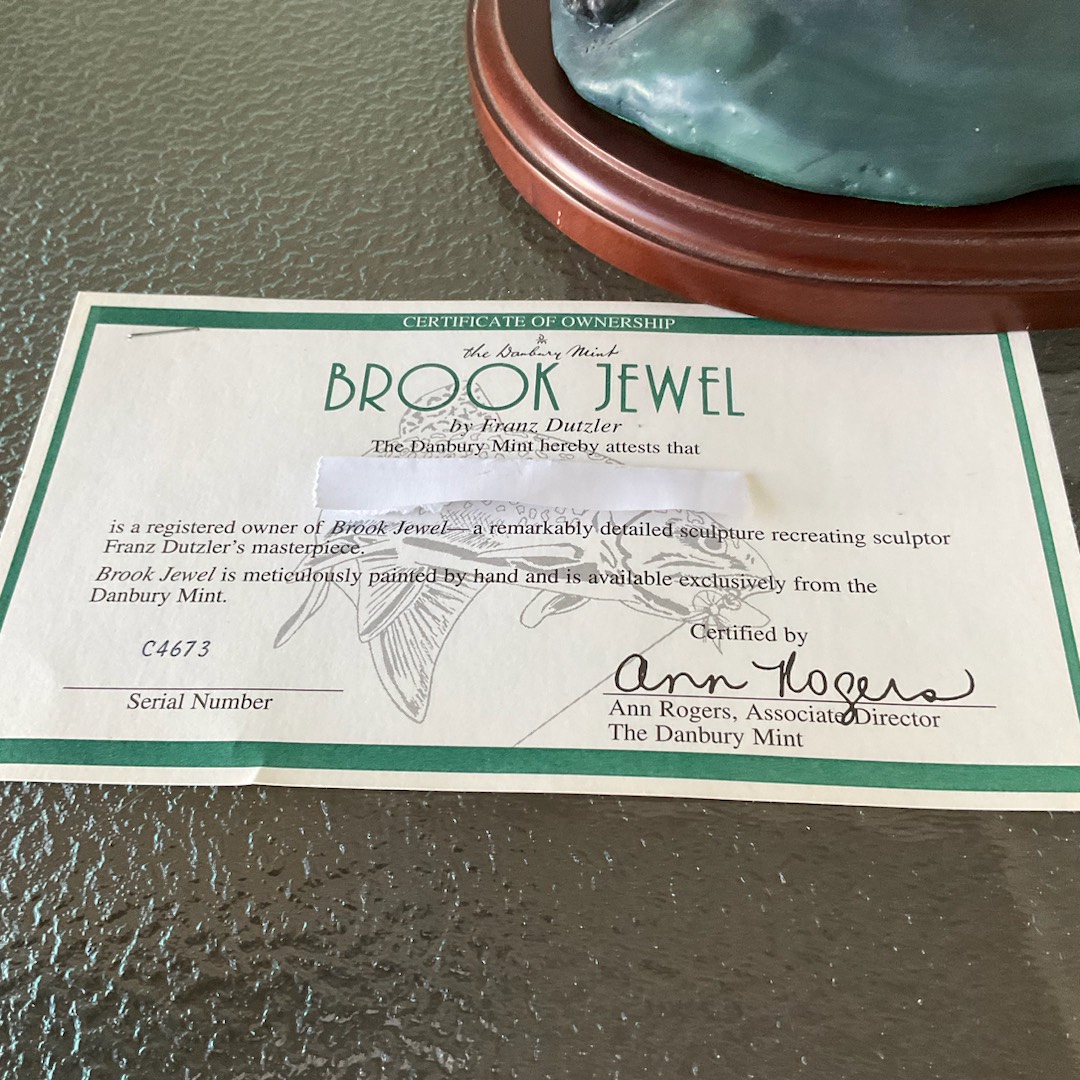 CERTIFICATE OF OWNERSHIP
the Danbury Mint
BROOK JEWEL
by Franz Dutzler
The Danbury Mint hereby attests that
is a registered owner of Brook Jewel— a remarkably detailed sculpture recreating sculptor
Franz Dutzler's masterpiece.
Brook Jewel is meticulously painted by hand and is available exclusively from the
Danbury Mint.
C4673
Serial Number
Certified by
Ann Rogers
Ann Rogers, Associate Director
The Danbury Mint